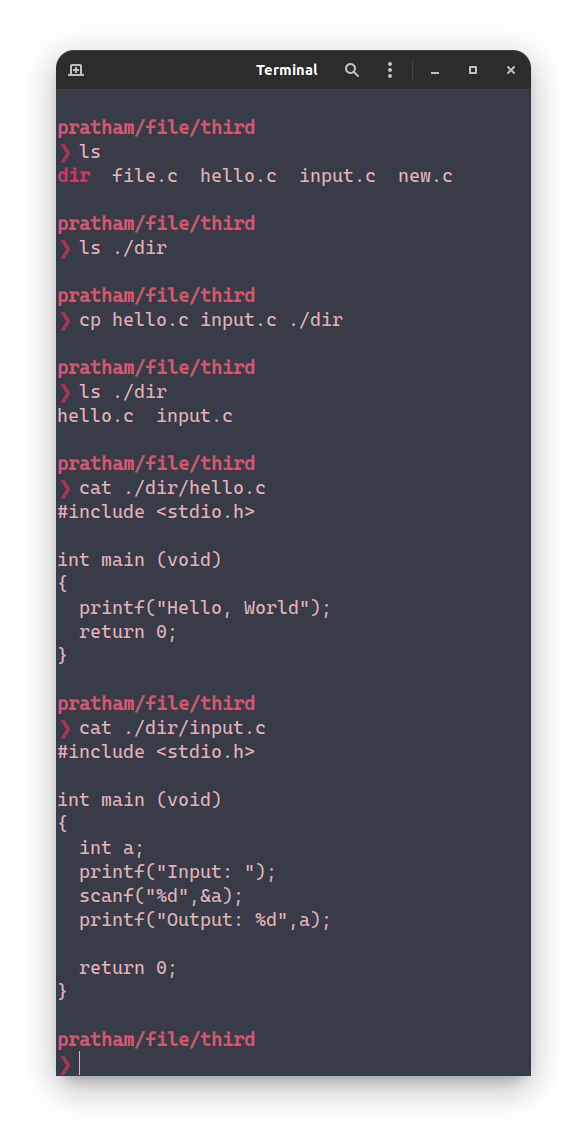 Terminal
pratham/file/third
❯ ls
dir  file.c  hello.c  input.c  new.c
pratham/file/third
❯ ls ./dir
pratham/file/third
❯ cp hello.c input.c ./dir
pratham/file/third
❯ ls ./dir
hello.c  input.c
pratham/file/third
❯ cat ./dir/hello.c
#include <stdio.h>
int main (void)
{
  printf("Hello, World");
  return 0;
}
pratham/file/third
❯ cat ./dir/input.c
#include <stdio.h>
int main (void)
{
  int a;
  printf("Input: ");
  scanf("%d",&a);
  printf("Output: %d",a);
  return 0;
}
pratham/file/third
❯